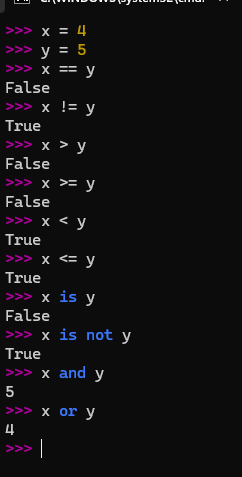 C:\WINDOWS\system32\cmd.
>>> x = 4
>>> y = 5
>>> x == y
False
>>> x != y
True
>>> x > y
False
>>> x >= y
False
>>> x < y
True
>>> x <= y
True
>>> x is y
False
>>> x is not y
True
>>> x and y
5
>>> x or y
4
>>>